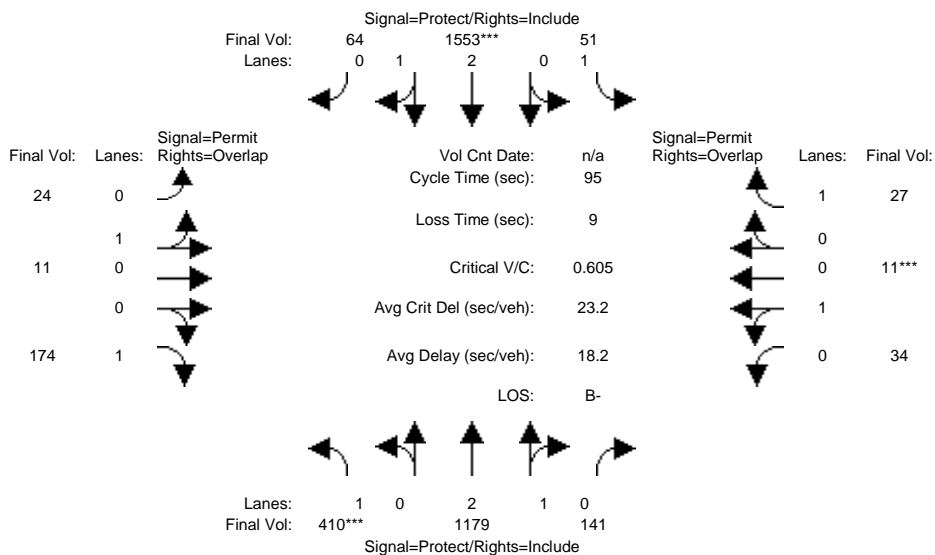 Signal=Protect/Rights=Include
Final Vol: 64 1553*** 51
Lanes: 0 1 2 0 1
Signal=Permit Signal=Permit
Final Vol: Lanes: Rights=Overlap Vol Cnt Date: n/a Rights=Overlap Lanes: Final Vol:
Cycle Time (sec): 95
24 0 1 27
Loss Time (sec): 9
1 0
11 0 Critical V/C: 0.605 0 11***
0 Avg Crit Del (sec/veh): 23.2 1
174 1 Avg Delay (sec/veh): 18.2 0 34
LOS: B-
Lanes: 1 0 2 1 0
Final Vol: 410*** 1179 141
Signal=Protect/Rights=Include